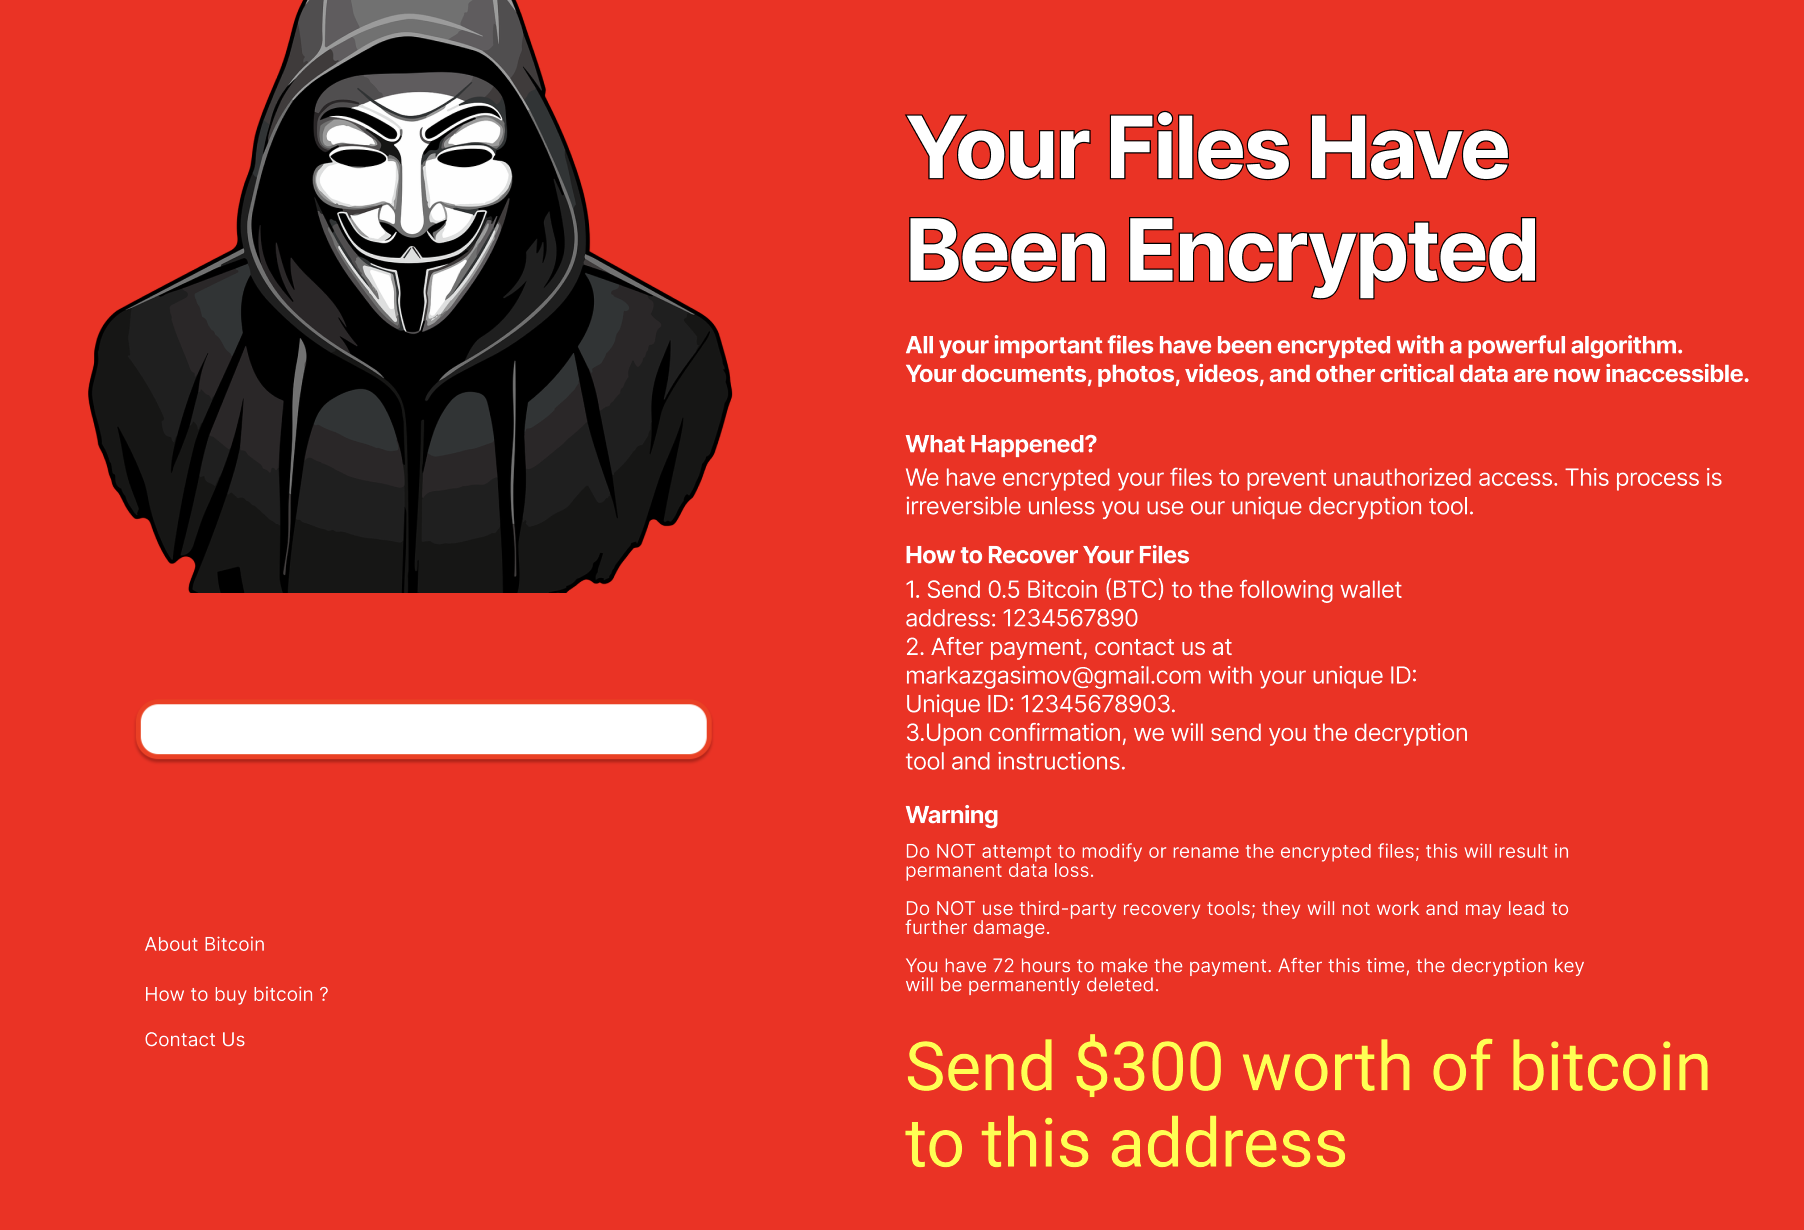 Your Files Have
Been Encrypted
All your important files have been encrypted with a powerful algorithm.
Your documents, photos, videos, and other critical data are now inaccessible.
What Happened?
We have encrypted your files to prevent unauthorized access. This process is
irreversible unless you use our unique decryption tool.
How to Recover Your Files
1. Send 0.5 Bitcoin (BTC) to the following wallet
address: 1234567890
2. After payment, contact us at
markazgasimov@gmail.com with your unique ID:
Unique ID: 12345678903.
3.Upon confirmation, we will send you the decryption
tool and instructions.
Warning
Do NOT attempt to modify or rename the encrypted files; this will result in
permanent data loss.
Do NOT use third-party recovery tools; they will not work and may lead to
further damage.
You have 72 hours to make the payment. After this time, the decryption key
will be permanently deleted.
Send $300 worth of bitcoin
to this address
About Bitcoin
How to buy bitcoin ?
Contact Us